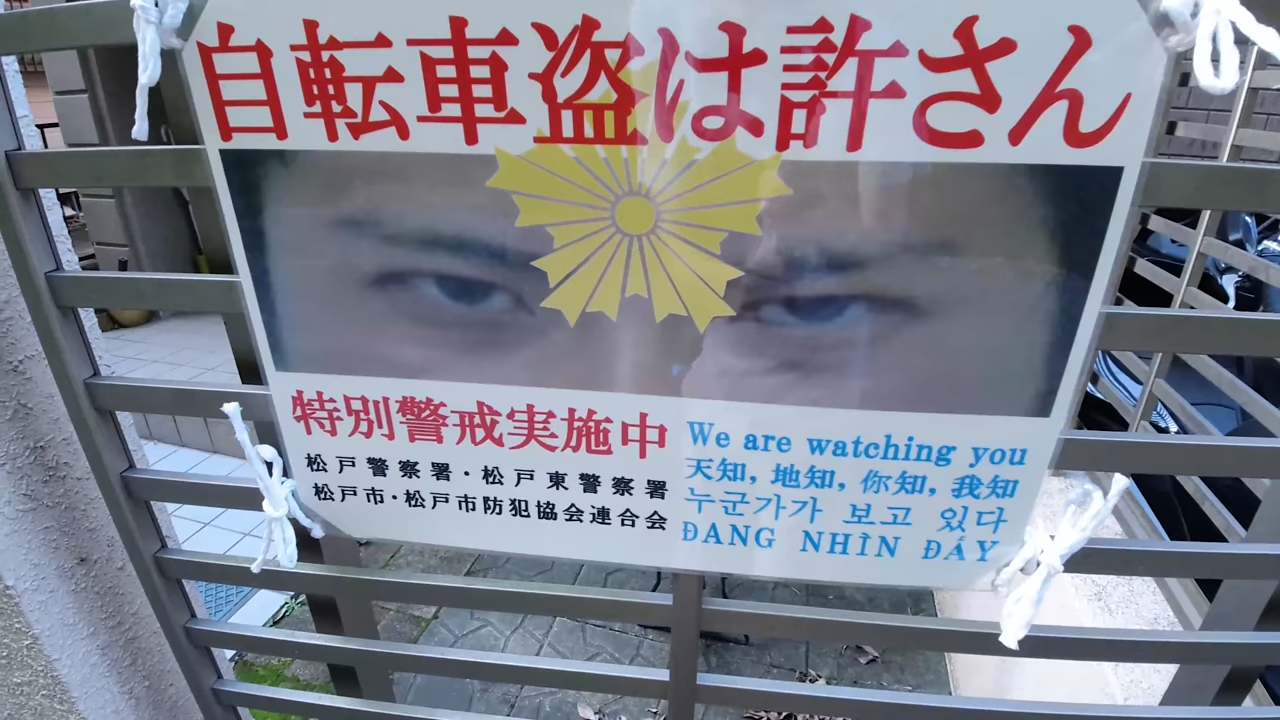 自転車盗は許さん
特別警戒実施中
松戸警察署・松戸東警察署
松戸市・松戸市防犯協会連合会
We are watching you
天知，地知，你知，我知
누군가가 보고 있다
ĐANG NHÌN ĐẤY